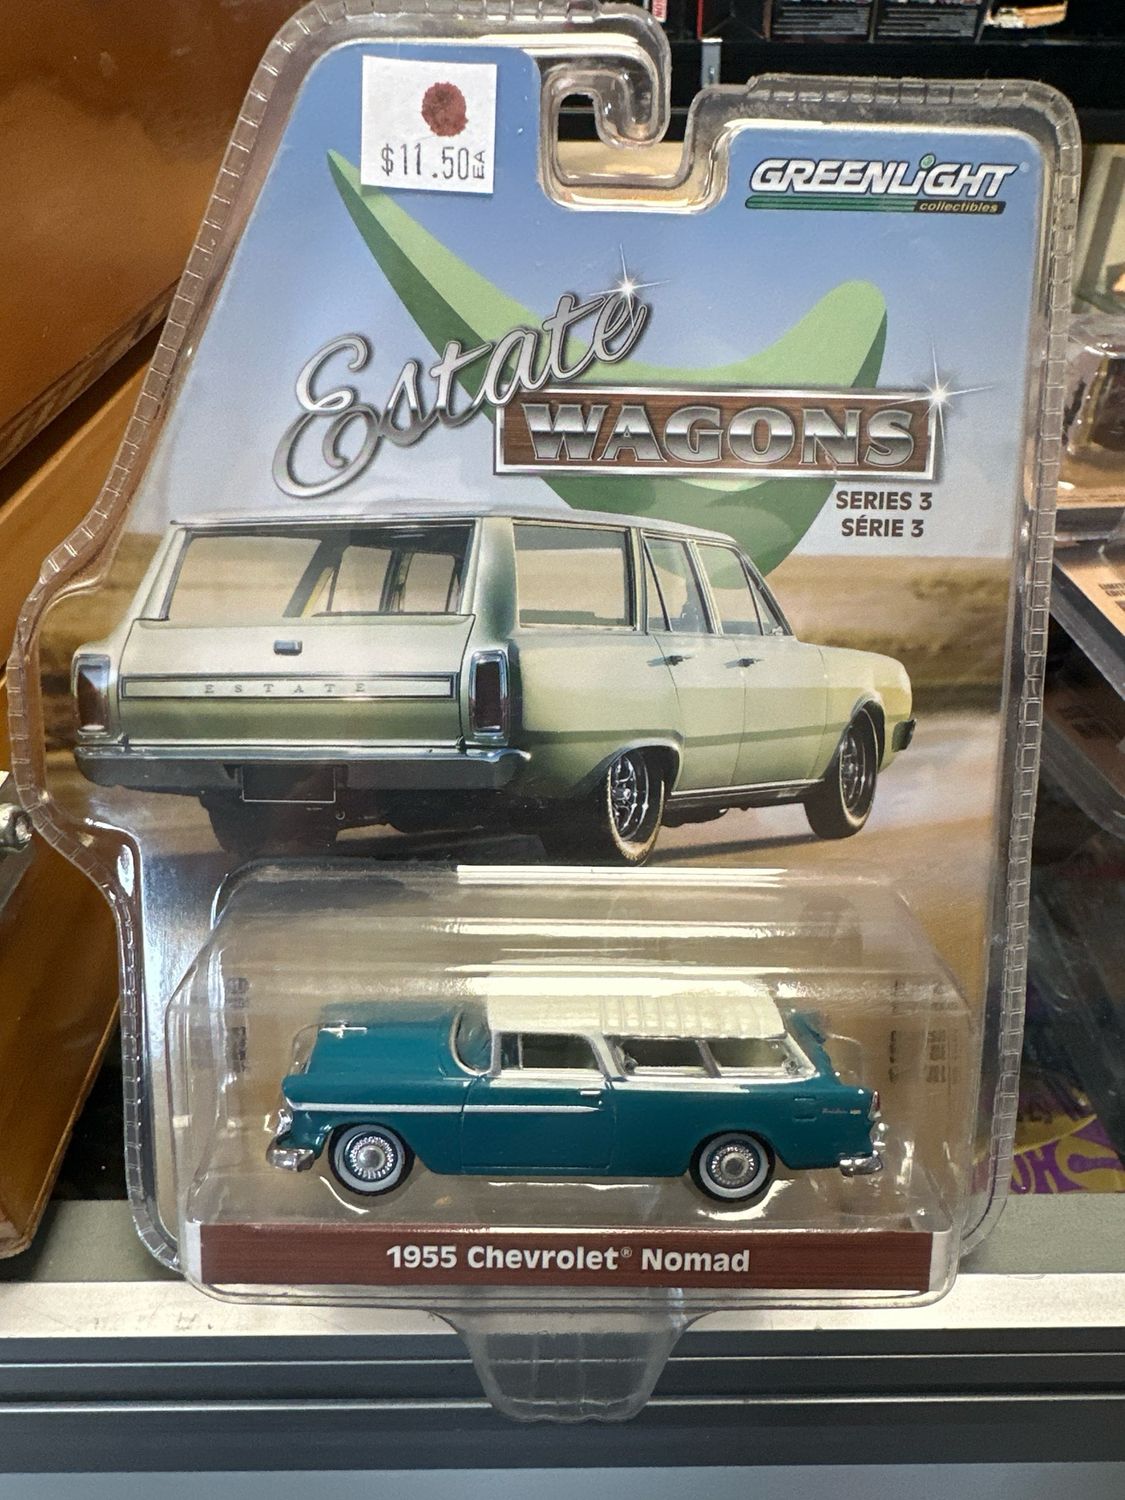 $11.50EA
GREENLiGHT®
collectibles
Estate
WAGONS
SERIES 3
SÉRIE 3
ESTATE
1955 Chevrolet® Nomad